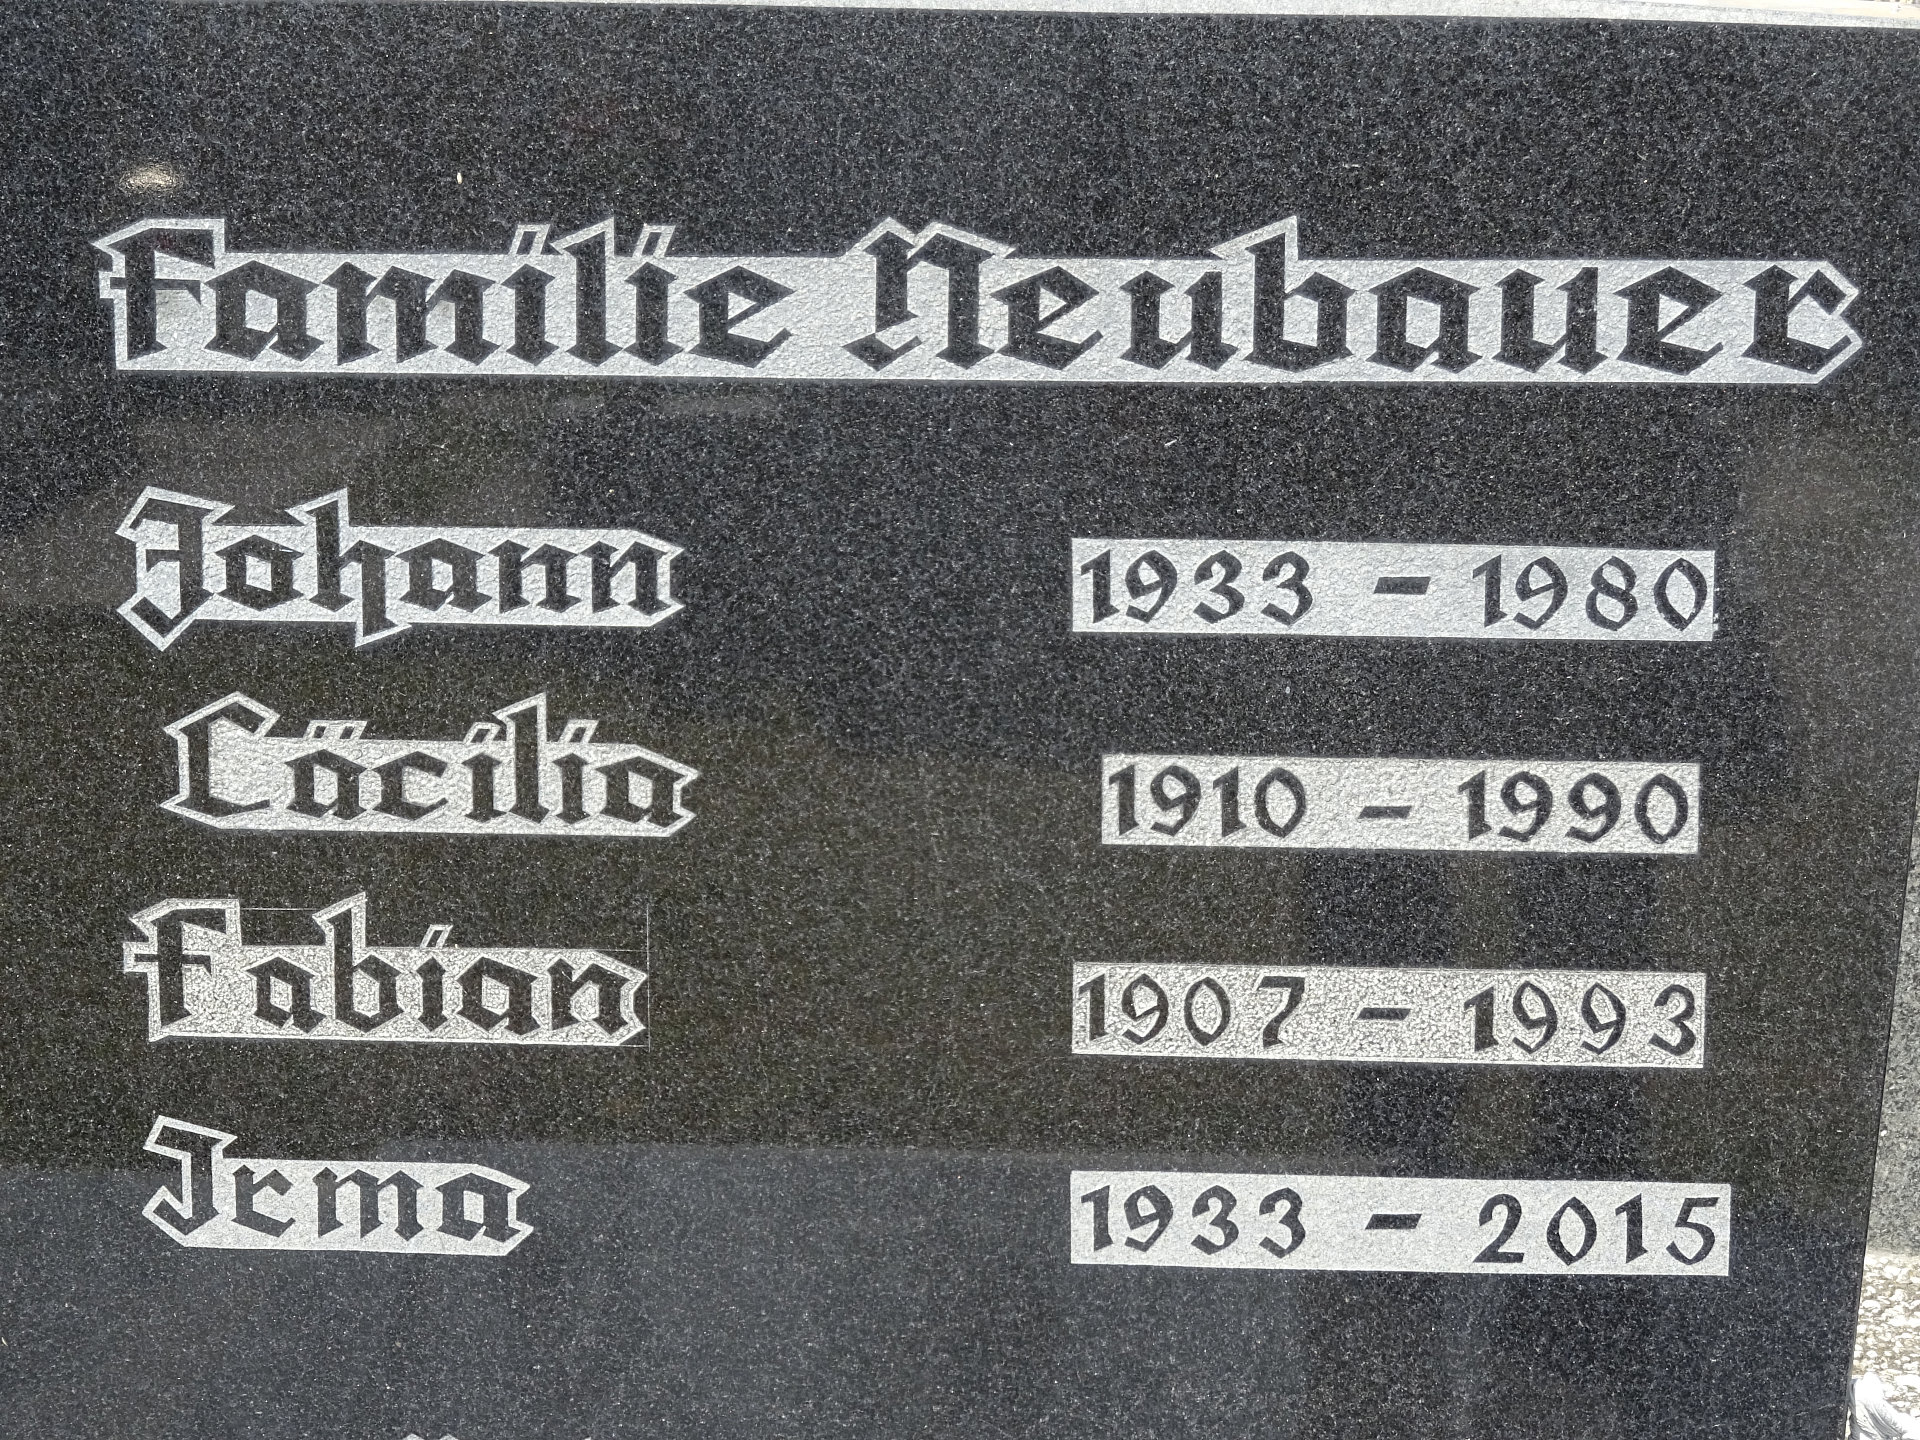 Familie Neubauer
Johann 1933 - 1980
Cäcilia 1910 - 1990
Fabian 1907 - 1993
Irma 1933 - 2015